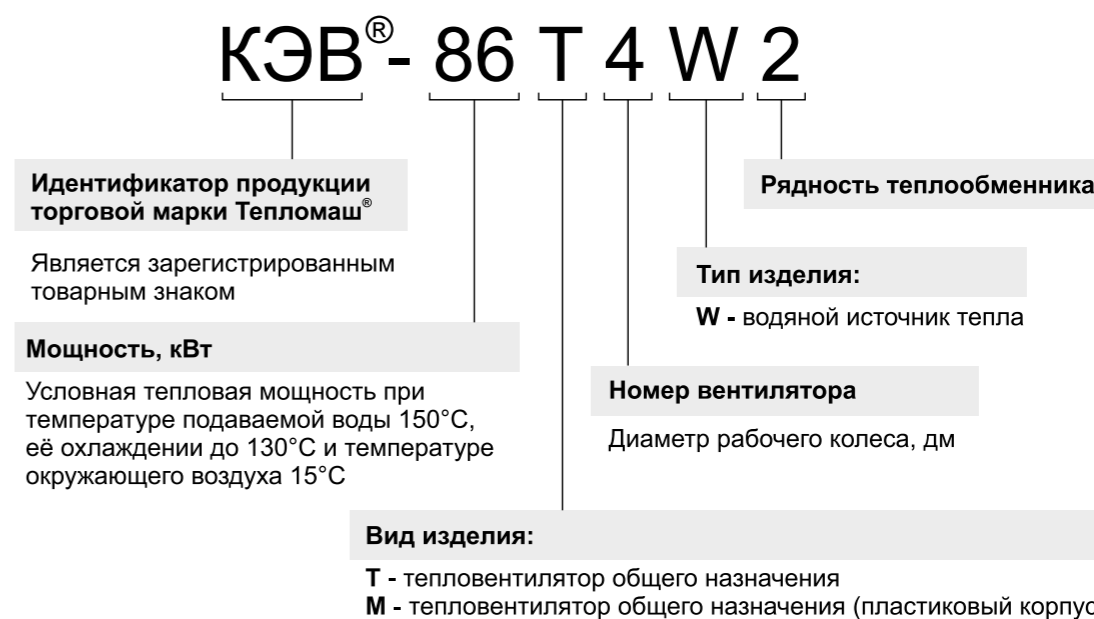 КЭВ®- 86 Т 4 W 2
Идентификатор продукции
торговой марки Тепломаш®
Является зарегистрированным
товарным знаком
Рядность теплообменника
Тип изделия:
W - водяной источник тепла
Мощность, кВт
Условная тепловая мощность при
температуре подаваемой воды 150°С,
её охлаждении до 130°С и температуре
окружающего воздуха 15°С
Номер вентилятора
Диаметр рабочего колеса, дм
Вид изделия:
Т - тепловентилятор общего назначения
М - тепловентилятор общего назначения (пластиковый корпус